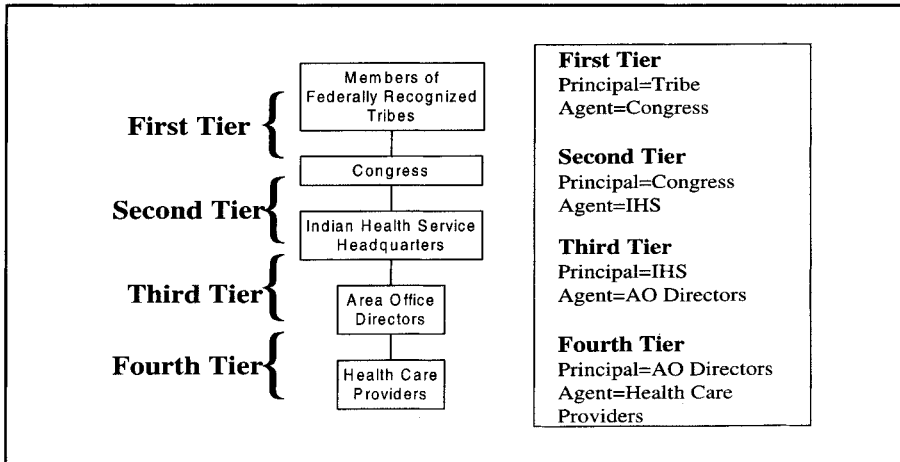 Members of
Federally Recognized
Tribes
First Tier
Congress
Second Tier
Indian Health Service
Headquarters
Third Tier
Area Office
Directors
Fourth Tier
Health Care
Providers
First Tier
Principal=Tribe
Agent=Congress
Second Tier
Principal=Congress
Agent=IHS
Third Tier
Principal=IHS
Agent=AO Directors
Fourth Tier
Principal=AO Directors
Agent=Health Care
Providers